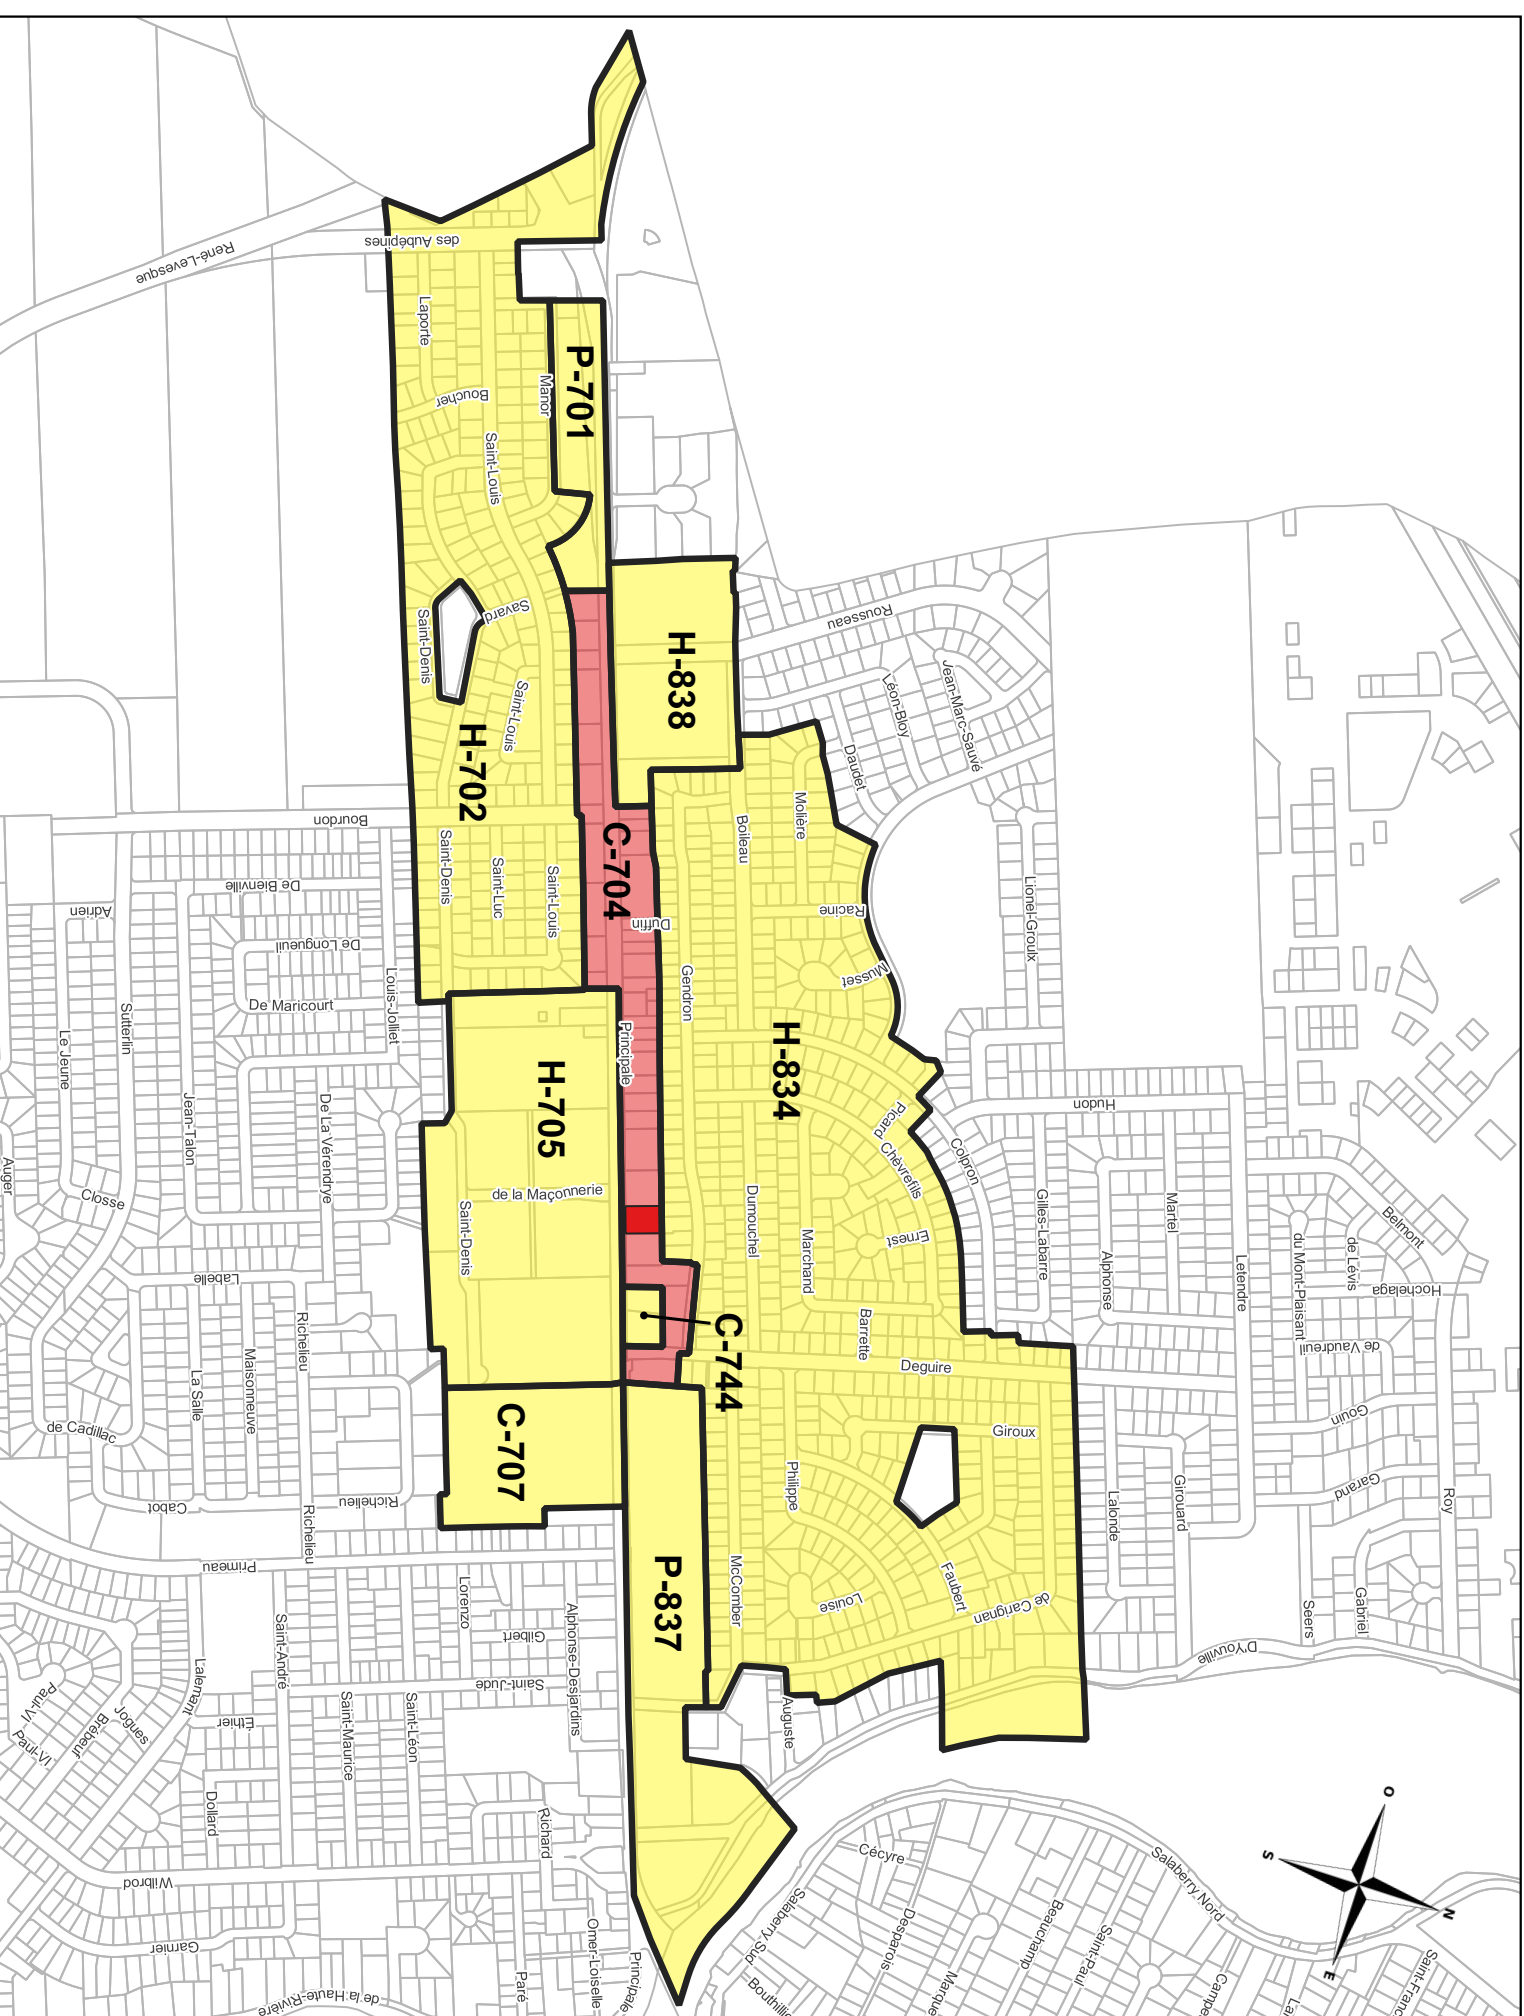 des Aubépines
René-Levesque
Laporte
Boucher
Manor
P-701
Saint-Louis
Savard
Saint-Denis
Saint-Louis
H-702
H-838
Rousseau
Léon-Bloy
Jean-Marc-Sauvé
Daudet
Molière
Boileau
Bourdon
C-704
Duffin
Saint-Denis
Saint-Luc
Saint-Louis
De Bienville
Adrien
De Longueuil
Louis-Jolliet
De Maricourt
Sutterlin
Le Jeune
Racine
Musset
Lionel-Groulx
Gendron
Principale
H-834
H-705
Picard
Chèvrefils
Colpron
Hudon
Jean-Talon
De La Vérendrye
Auger
Closse
de la Maçonnerie
Saint-Denis
Dumouchel
Marchand
Ernest
Gilles-Labarre
Alphonse
Martel
Letendre
Belmont
du Mont-Plaisant
de Lévis
Hochelaga
Labelle
Richelieu
Maisonneuve
La Salle
de Cadillac
C-744
Barrette
Deguire
de Vaudreuil
Gouin
Giroux
C-707
Philippe
Richelieu
Cabot
Richelieu
Primeau
Lalonde
Girouard
Garand
Roy
P-837
McComber
Louise
Faubert
de Carignan
Gabriel
Seers
D'Youville
Lorenzo
Gilbert
Alphonse-Desjardins
Saint-André
Saint-Jude
Lalemant
Saint-Maurice
Saint-Léon
Éthier
Paul-VI
Paul-VI
Brébeuf
Jogues
Auguste
Dollard
Richard
Wilbrod
Garnier
de la Haute-Rivière
Paré
Omer-Loiselle
Principale
Cécyre
Salaberry Nord
Salaberry Sud
Desparois
Beauchamp
Saint-Paul
O
S
N
E